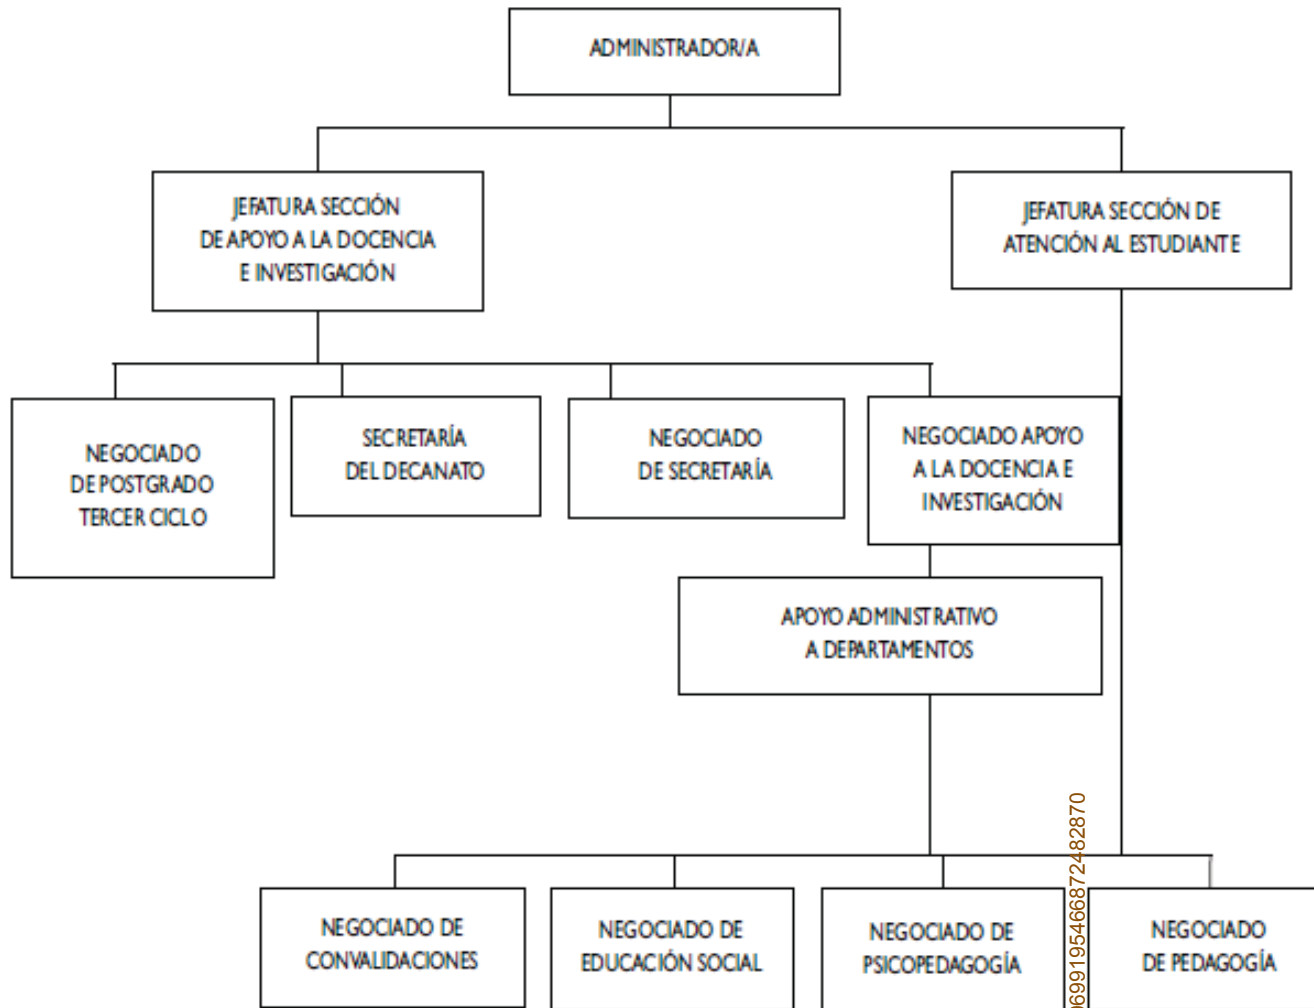 ADMINISTRADOR/A
JEFATURA SECCIÓN
DE APOYO A LA DOCENCIA
E INVESTIGACIÓN
JEFATURA SECCIÓN DE
ATENCIÓN AL ESTUDIANTE
NEGOCIADO
DE POSTGRADO
TERCER CICLO
SECRETARÍA
DEL DECANATO
NEGOCIADO
DE SECRETARÍA
NEGOCIADO APOYO
A LA DOCENCIA E
INVESTIGACIÓN
APOYO ADMINISTRATIVO
A DEPARTAMENTOS
NEGOCIADO DE
CONVALIDACIONES
NEGOCIADO DE
EDUCACIÓN SOCIAL
NEGOCIADO DE
PSICOPEDAGOGÍA
NEGOCIADO
DE PEDAGOGÍA
699195466872482870